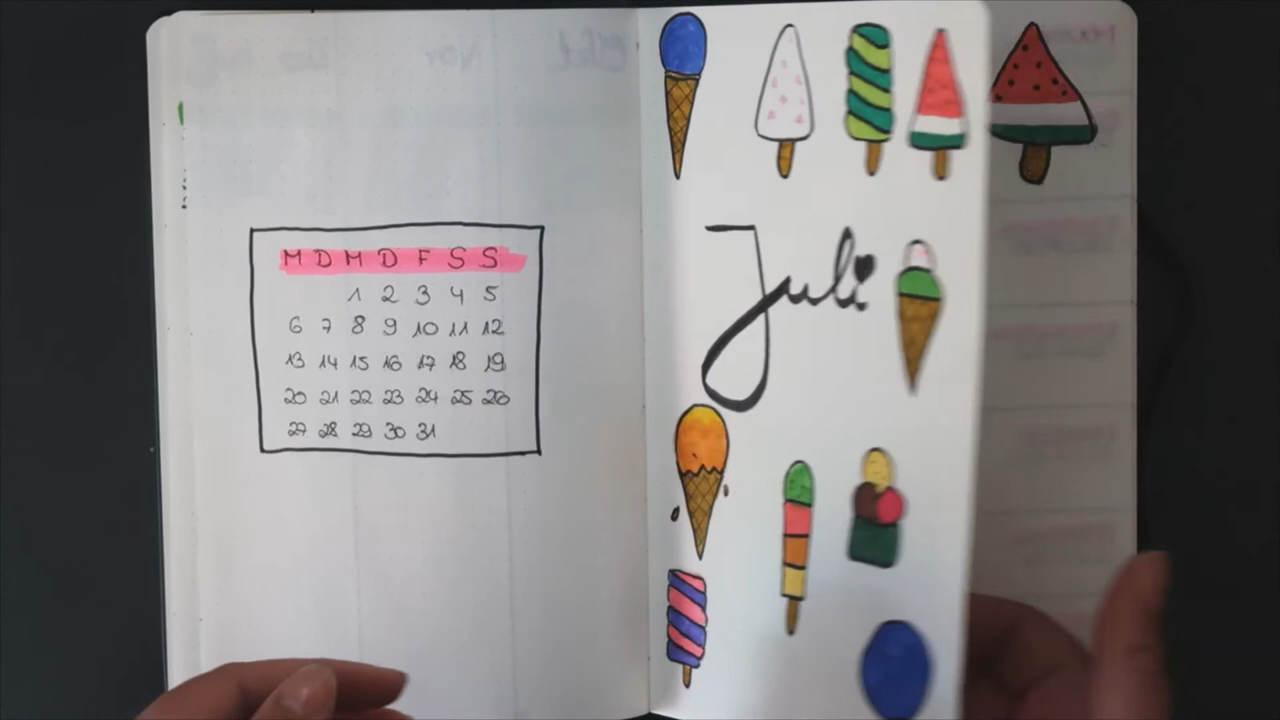 M D M D F S S
1 2 3 4 5
6 7 8 9 10 11 12
13 14 15 16 17 18 19
20 21 22 23 24 25 26
27 28 29 30 31
Juli